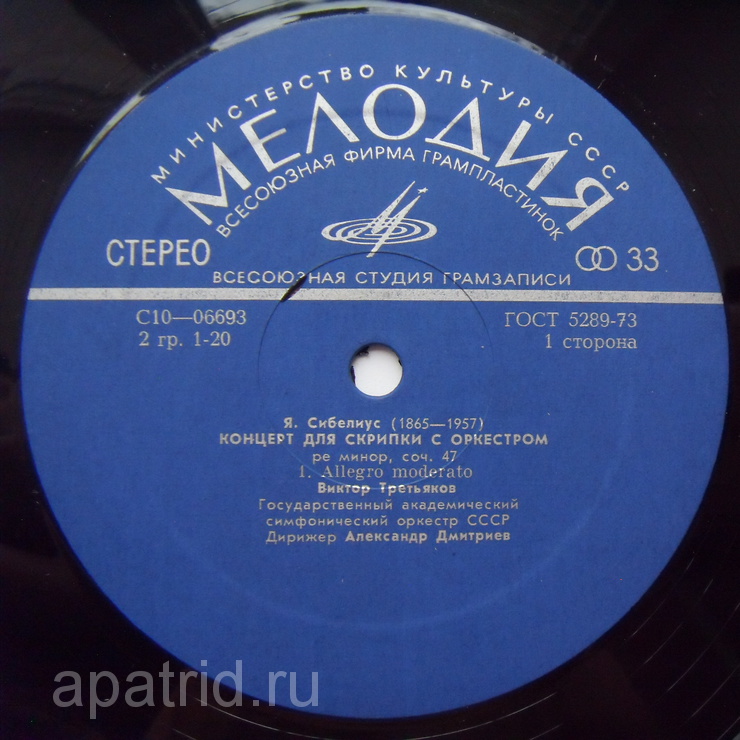 МИНИСТЕРСТВО КУЛЬТУРЫ СССР
МЕЛОДИЯ
ВСЕСОЮЗНАЯ ФИРМА ГРАМПЛАСТИНОК
СТЕРЕО
33
ВСЕСОЮЗНАЯ СТУДИЯ ГРАМЗАПИСИ
С10—06693
ГОСТ 5289-73
2 гр. 1-20
1 сторона
Я. Сибелиус (1865—1957)
КОНЦЕРТ ДЛЯ СКРИПКИ С ОРКЕСТРОМ
ре минор, соч. 47
1. Allegro moderato
Виктор Третьяков
Государственный академический
симфонический оркестр СССР
Дирижер Александр Дмитриев
apatrid.ru